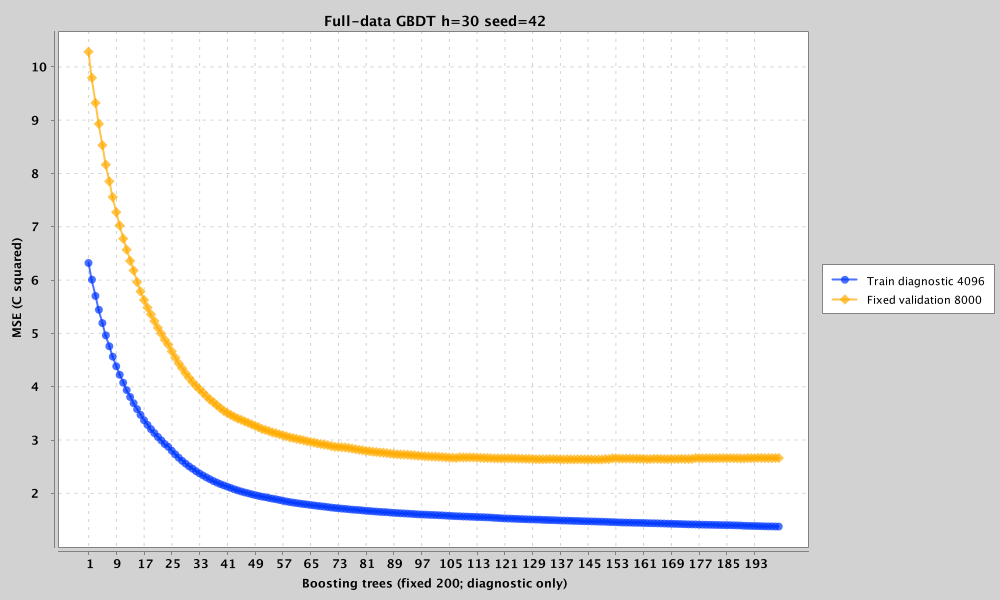 Full-data GBDT h=30 seed=42
10
9
8
7
6
5
4
3
2
MSE (C squared)
1 9 17 25 33 41 49 57 65 73 81 89 97 105 113 121 129 137 145 153 161 169 177 185 193
Boosting trees (fixed 200; diagnostic only)
Train diagnostic 4096
Fixed validation 8000